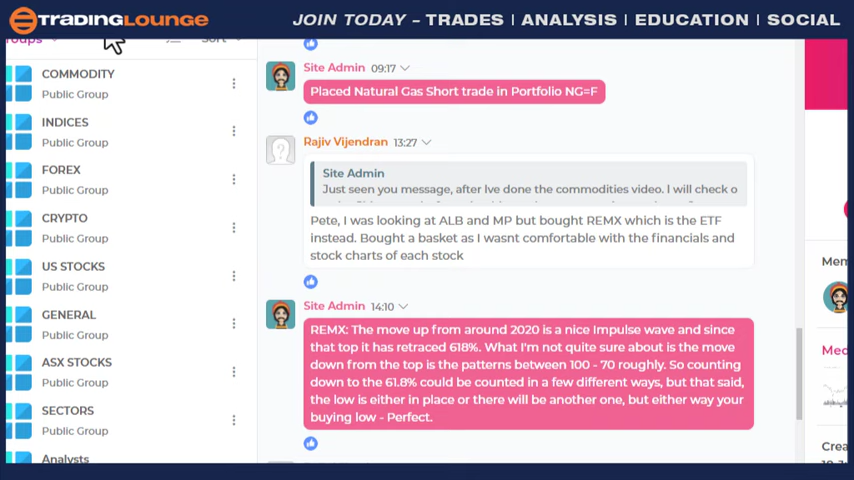 TRADINGLOUNGE
JOIN TODAY – TRADES | ANALYSIS | EDUCATION | SOCIAL
COMMODITY
Public Group
INDICES
Public Group
FOREX
Public Group
CRYPTO
Public Group
US STOCKS
Public Group
GENERAL
Public Group
ASX STOCKS
Public Group
SECTORS
Public Group
Analysts
Site Admin 09:17
Placed Natural Gas Short trade in Portfolio NG=F
Rajiv Vijendran 13:27
Site Admin
Just seen you message, after Ive done the commodities video. I will check o
Pete, I was looking at ALB and MP but bought REMX which is the ETF
instead. Bought a basket as I wasnt comfortable with the financials and
stock charts of each stock
Site Admin 14:10
REMX: The move up from around 2020 is a nice Impulse wave and since
that top it has retraced 618%. What I'm not quite sure about is the move
down from the top is the patterns between 100 - 70 roughly. So counting
down to the 61.8% could be counted in a few different ways, but that said,
the low is either in place or there will be another one, but either way your
buying low - Perfect.
Mem
Med
Crea